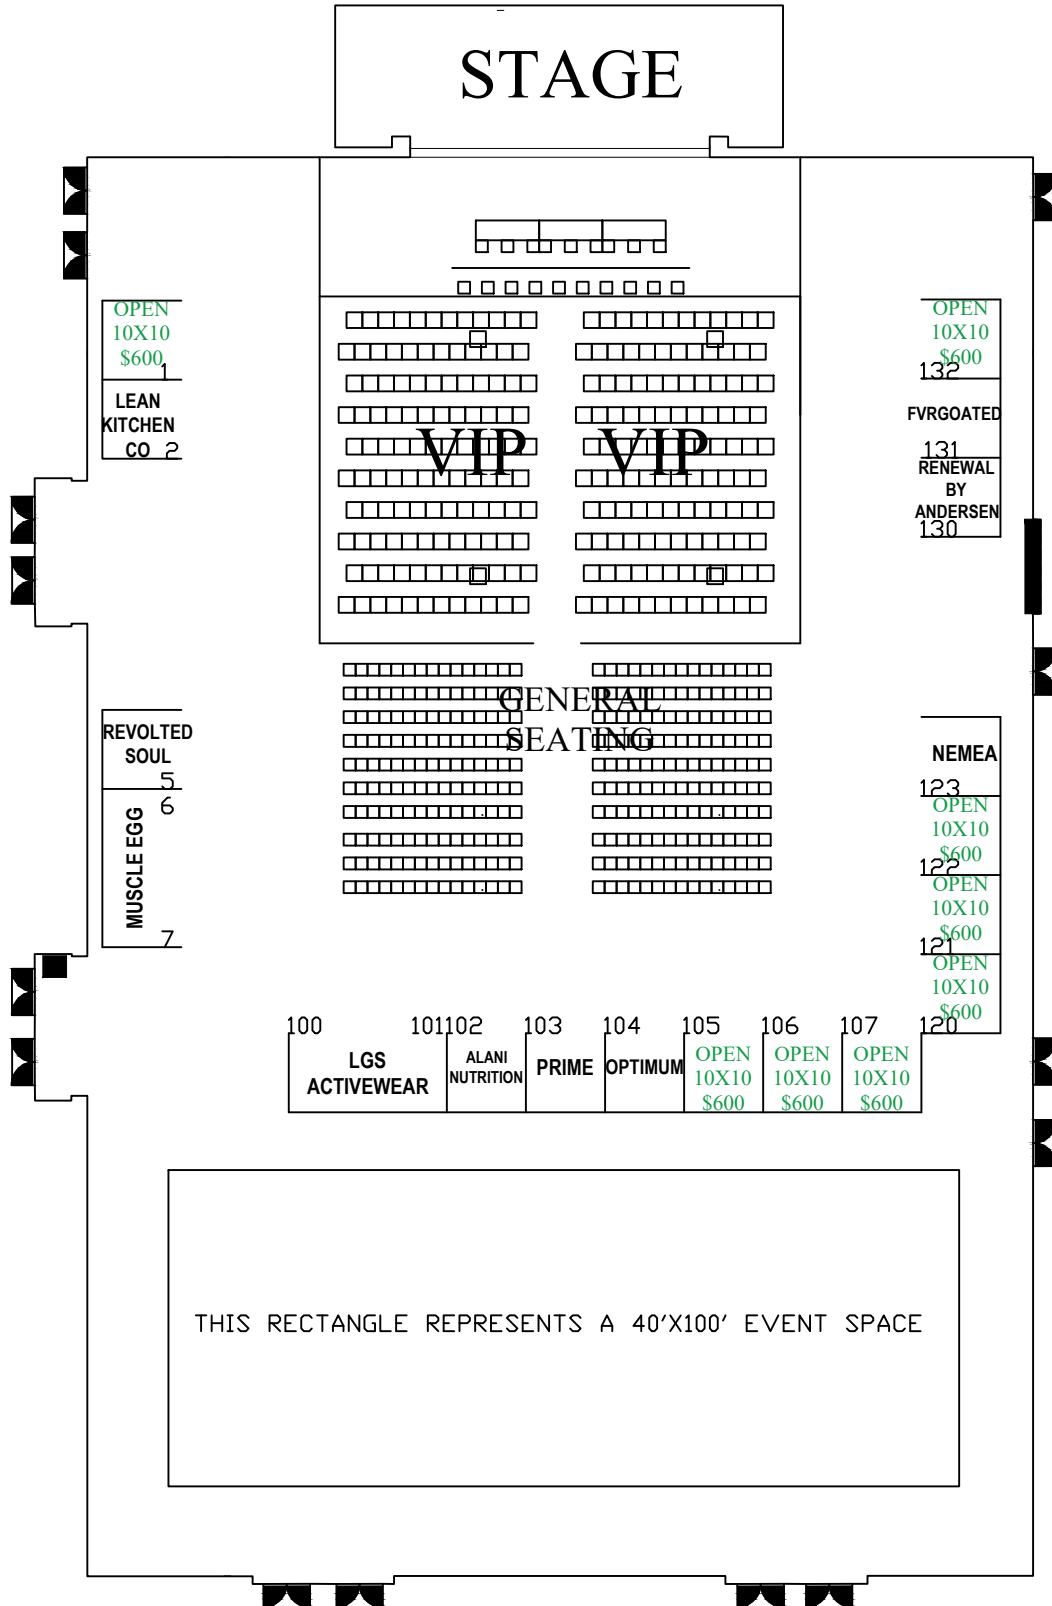 STAGE
OPEN
10X10
$600
1
LEAN
KITCHEN
CO 2
OPEN
10X10
$600
132
FVRGOATED
131
RENEWAL
BY
ANDERSEN
130
VIP VIP
GENERAL
SEATING
REVOLTED
SOUL
5
6
MUSCLE EGG
7
NEMEA
123
OPEN
10X10
$600
122
OPEN
10X10
$600
121
OPEN
10X10
$600
120
100 101 102 103 104 105 106 107
LGS
ACTIVEWEAR
ALANI
NUTRITION
PRIME
OPTIMUM
OPEN
10X10
$600
OPEN
10X10
$600
OPEN
10X10
$600
THIS RECTANGLE REPRESENTS A 40'X100' EVENT SPACE